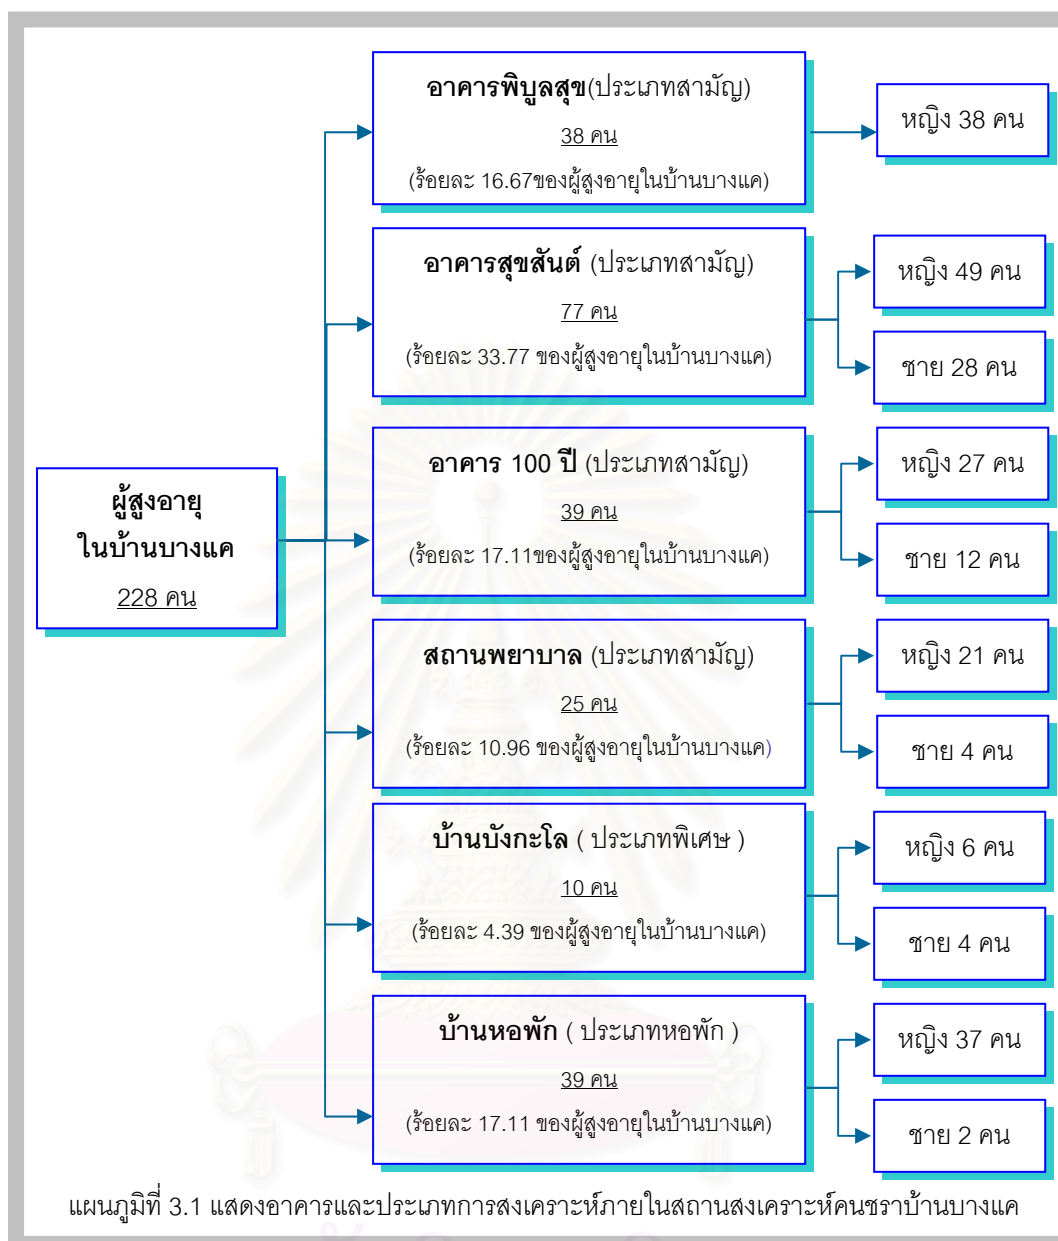 อาคารพิบูลสุข(ประเภทสามัญ)
38 คน
(ร้อยละ 16.67ของผู้สูงอายุในบ้านบางแค)
หญิง 38 คน
อาคารสุขสันต์ (ประเภทสามัญ)
77 คน
(ร้อยละ 33.77 ของผู้สูงอายุในบ้านบางแค)
หญิง 49 คน
ชาย 28 คน
ผู้สูงอายุ
ในบ้านบางแค
228 คน
อาคาร 100 ปี (ประเภทสามัญ)
39 คน
(ร้อยละ 17.11ของผู้สูงอายุในบ้านบางแค)
หญิง 27 คน
ชาย 12 คน
สถานพยาบาล (ประเภทสามัญ)
25 คน
(ร้อยละ 10.96 ของผู้สูงอายุในบ้านบางแค)
หญิง 21 คน
ชาย 4 คน
บ้านบังกะโล ( ประเภทพิเศษ )
10 คน
(ร้อยละ 4.39 ของผู้สูงอายุในบ้านบางแค)
หญิง 6 คน
ชาย 4 คน
บ้านหอพัก ( ประเภทหอพัก )
39 คน
(ร้อยละ 17.11 ของผู้สูงอายุในบ้านบางแค)
หญิง 37 คน
ชาย 2 คน
แผนภูมิที่ 3.1 แสดงอาคารและประเภทการสงเคราะห์ภายในสถานสงเคราะห์คนชราบ้านบางแค